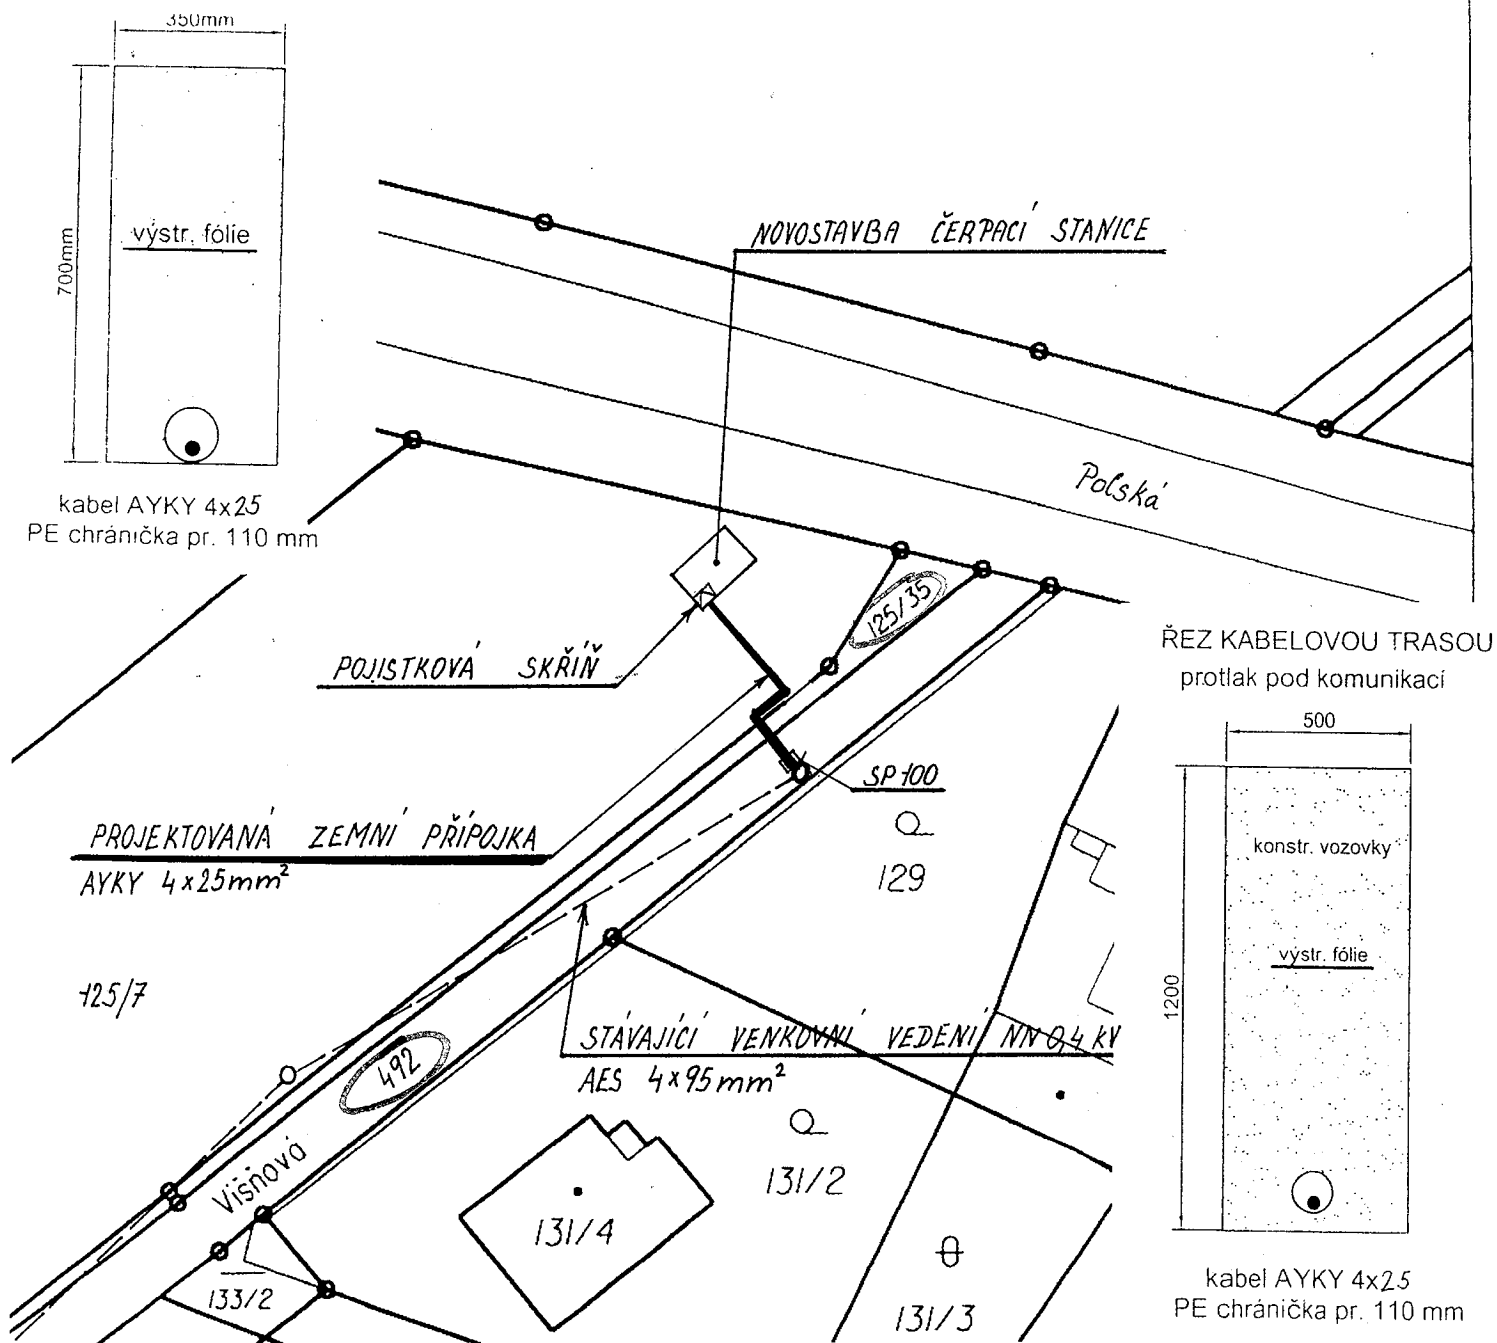 350mm
700mm
výstr. fólie
kabel AYKY 4x25
PE chránička pr. 110 mm
NOVOSTAVBA ČERPACÍ STANICE
Polská
125/35
POJISTKOVÁ SKŘÍŇ
SP 100
PROJEKTOVANÁ ZEMNÍ PŘÍPOJKA
AYKY 4x25mm²
129
125/7
STÁVAJÍCÍ VENKOVNÍ VEDENÍ NN 0,4 kV
AES 4x95mm²
492
Višňová
131/2
131/4
133/2
131/3
ŘEZ KABELOVOU TRASOU
protlak pod komunikací
500
1200
konstr. vozovky
výstr. fólie
kabel AYKY 4x25
PE chránička pr. 110 mm